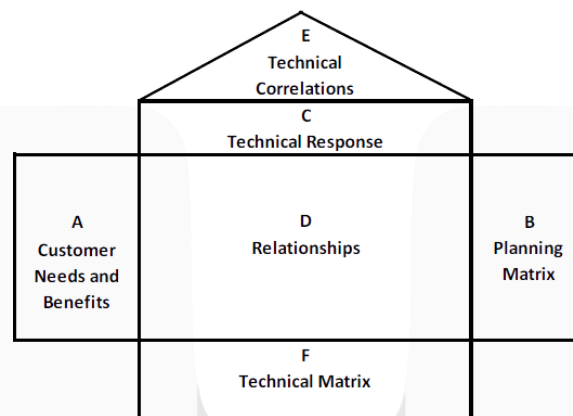 E
Technical
Correlations
C
Technical Response
A
Customer
Needs and
Benefits
D
Relationships
B
Planning
Matrix
F
Technical Matrix